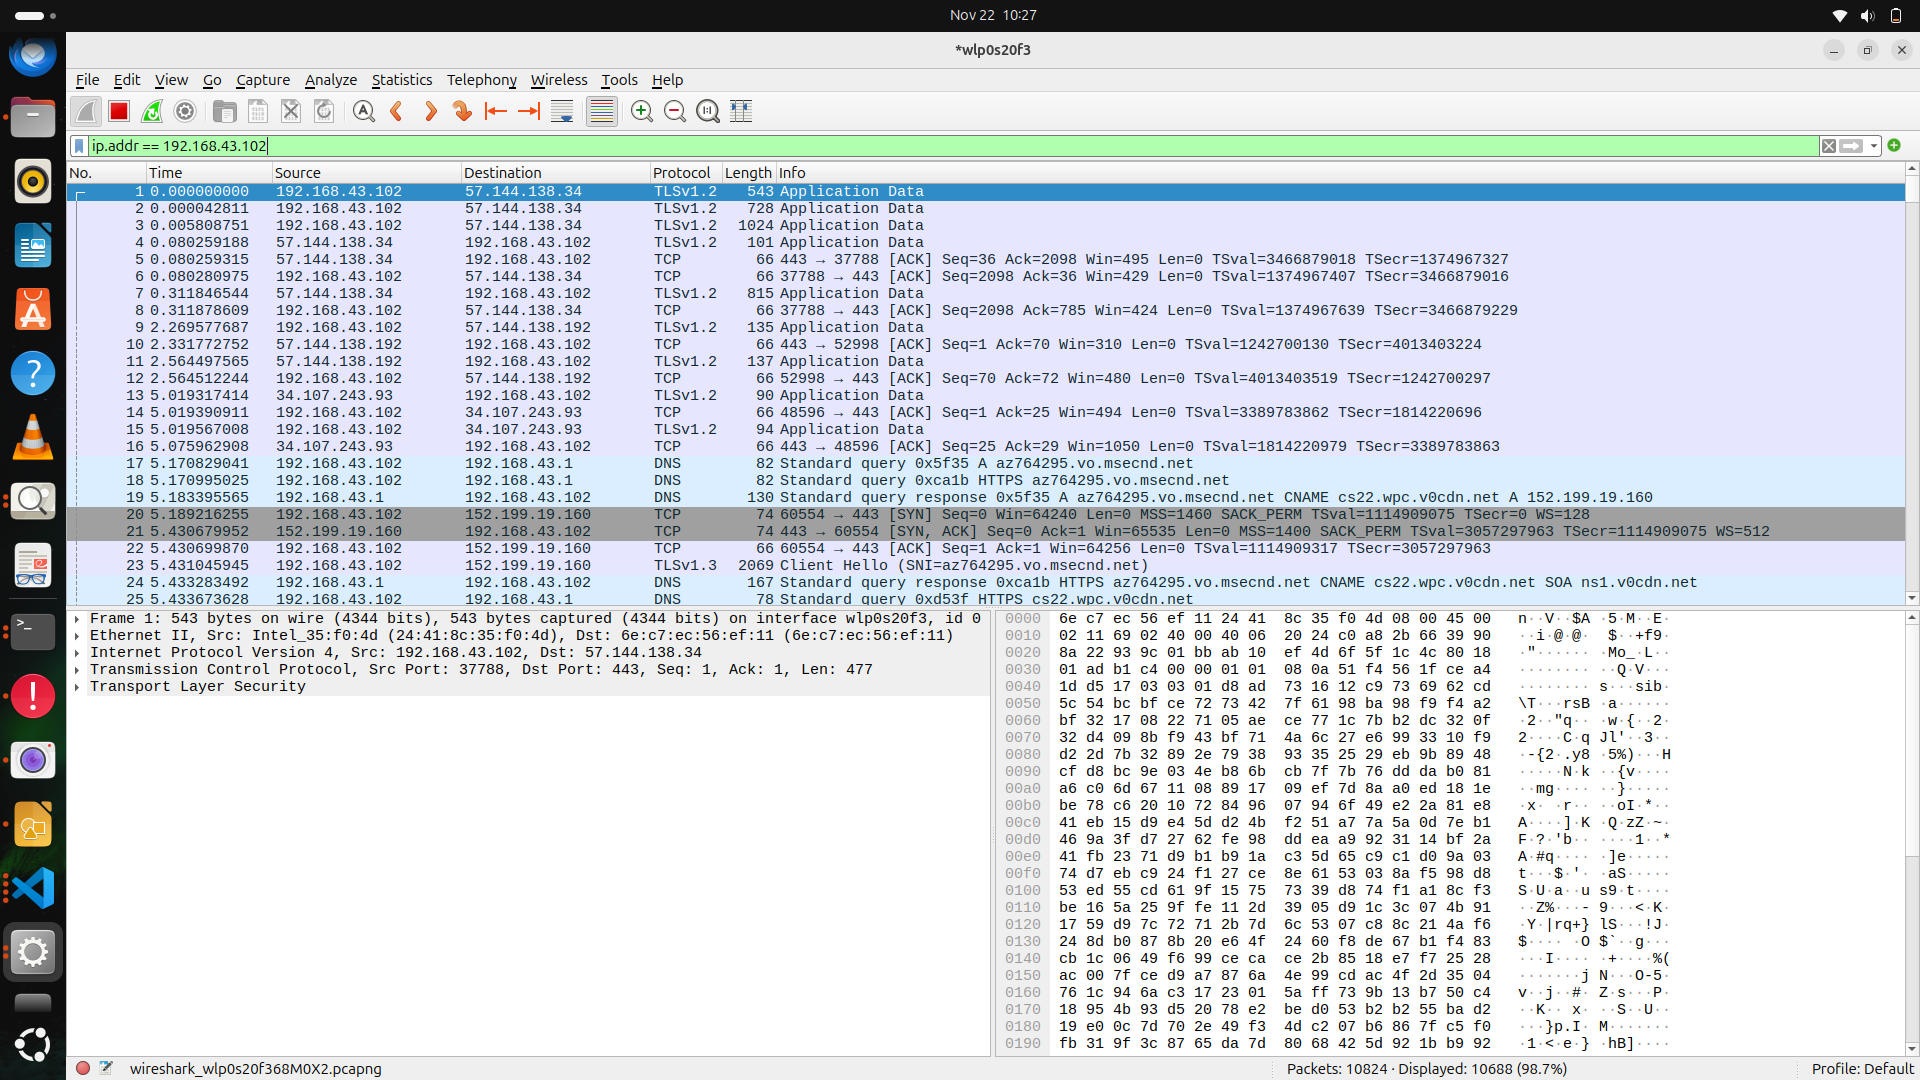 Nov 22 10:27
*wlp0s20f3
File Edit View Go Capture Analyze Statistics Telephony Wireless Tools Help
ip.addr == 192.168.43.102
No. Time Source Destination Protocol Length Info
1 0.000000000 192.168.43.102 57.144.138.34 TLSv1.2 543 Application Data
2 0.000042811 192.168.43.102 57.144.138.34 TLSv1.2 728 Application Data
3 0.005808751 192.168.43.102 57.144.138.34 TLSv1.2 1024 Application Data
4 0.080259188 57.144.138.34 192.168.43.102 TLSv1.2 101 Application Data
5 0.080259315 57.144.138.34 192.168.43.102 TCP 66 443 → 37788 [ACK] Seq=36 Ack=2098 Win=495 Len=0 TSval=3466879018 TSecr=1374967327
6 0.080280975 192.168.43.102 57.144.138.34 TCP 66 37788 → 443 [ACK] Seq=2098 Ack=36 Win=429 Len=0 TSval=1374967407 TSecr=3466879016
7 0.311846544 57.144.138.34 192.168.43.102 TLSv1.2 815 Application Data
8 0.311878609 192.168.43.102 57.144.138.34 TCP 66 37788 → 443 [ACK] Seq=2098 Ack=785 Win=424 Len=0 TSval=1374967639 TSecr=3466879229
9 2.269577687 192.168.43.102 57.144.138.192 TLSv1.2 135 Application Data
10 2.331772752 57.144.138.192 192.168.43.102 TCP 66 443 → 52998 [ACK] Seq=1 Ack=70 Win=310 Len=0 TSval=1242700130 TSecr=4013403224
11 2.564497565 57.144.138.192 192.168.43.102 TLSv1.2 137 Application Data
12 2.564512244 192.168.43.102 57.144.138.192 TCP 66 52998 → 443 [ACK] Seq=70 Ack=72 Win=480 Len=0 TSval=4013403519 TSecr=1242700297
13 5.019317414 34.107.243.93 192.168.43.102 TLSv1.2 90 Application Data
14 5.019390911 192.168.43.102 34.107.243.93 TCP 66 48596 → 443 [ACK] Seq=1 Ack=25 Win=494 Len=0 TSval=3389783862 TSecr=1814220696
15 5.019567008 192.168.43.102 34.107.243.93 TLSv1.2 94 Application Data
16 5.075962908 34.107.243.93 192.168.43.102 TCP 66 443 → 48596 [ACK] Seq=25 Ack=29 Win=1050 Len=0 TSval=1814220979 TSecr=3389783863
17 5.170829041 192.168.43.102 192.168.43.1 DNS 82 Standard query 0x5f35 A az764295.vo.msecnd.net
18 5.170995025 192.168.43.102 192.168.43.1 DNS 82 Standard query 0xca1b HTTPS az764295.vo.msecnd.net
19 5.183395565 192.168.43.1 192.168.43.102 DNS 130 Standard query response 0x5f35 A az764295.vo.msecnd.net CNAME cs22.wpc.v0cdn.net A 152.199.19.160
20 5.189216255 192.168.43.102 152.199.19.160 TCP 74 60554 → 443 [SYN] Seq=0 Win=64240 Len=0 MSS=1460 SACK_PERM TSval=1114909075 TSecr=0 WS=128
21 5.430679952 152.199.19.160 192.168.43.102 TCP 74 443 → 60554 [SYN, ACK] Seq=0 Ack=1 Win=65535 Len=0 MSS=1400 SACK_PERM TSval=3057297963 TSecr=1114909075 WS=512
22 5.430699870 192.168.43.102 152.199.19.160 TCP 66 60554 → 443 [ACK] Seq=1 Ack=1 Win=64256 Len=0 TSval=1114909317 TSecr=3057297963
23 5.431045945 192.168.43.102 152.199.19.160 TLSv1.3 2069 Client Hello (SNI=az764295.vo.msecnd.net)
24 5.433283492 192.168.43.1 192.168.43.102 DNS 167 Standard query response 0xca1b HTTPS az764295.vo.msecnd.net CNAME cs22.wpc.v0cdn.net SOA ns1.v0cdn.net
25 5.433673628 192.168.43.102 192.168.43.1 DNS 78 Standard query 0xd53f HTTPS cs22.wpc.v0cdn.net
Frame 1: 543 bytes on wire (4344 bits), 543 bytes captured (4344 bits) on interface wlp0s20f3, id 0
Ethernet II, Src: Intel_35:f0:4d (24:41:8c:35:f0:4d), Dst: 6e:c7:ec:56:ef:11 (6e:c7:ec:56:ef:11)
Internet Protocol Version 4, Src: 192.168.43.102, Dst: 57.144.138.34
Transmission Control Protocol, Src Port: 37788, Dst Port: 443, Seq: 1, Ack: 1, Len: 477
Transport Layer Security
0000 6e c7 ec 56 ef 11 24 41 8c 35 f0 4d 08 00 45 00 n··V··$A ·5·M··E·
0010 02 11 69 02 40 00 40 06 20 24 c0 a8 2b 66 39 90 ··i·@·@· $··+f9·
0020 8a 22 93 9c 01 bb ab 10 ef 4d 6f 5f 1c 4c 80 18 ·"······ ·Mo_·L··
0030 01 ad b1 c4 00 00 01 01 08 0a 51 f4 56 1f ce a4 ········ ··Q·V···
0040 1d d5 17 03 03 01 d8 ad 73 16 12 c9 73 69 62 cd ········ s···sib·
0050 5c 54 bc bf ce 72 73 42 7f 61 98 ba 98 f9 f4 a2 \T···rsB ·a······
0060 bf 32 17 08 22 71 05 ae ce 77 1c 7b b2 dc 32 0f ·2··"q·· ·w·{··2·
0070 32 d4 09 8b f9 43 bf 71 4a 6c 27 e6 99 33 10 f9 2····C·q Jl'··3··
0080 d2 2d 7b 32 89 2e 79 38 93 35 25 29 eb 9b 89 48 ·-{2·.y8 ·5%)···H
0090 cf d8 bc 9e 03 4e b8 6b cb 7f 7b 76 dd da b0 81 ·····N·k ··{v····
00a0 a6 c0 6d 67 11 08 89 17 09 ef 7d 8a a0 ed 18 1e ··mg···· ··}·····
00b0 be 78 c6 20 10 72 84 96 07 94 6f 49 e2 2a 81 e8 ·x· ·r·· ··oI·*··
00c0 41 eb 15 d9 e4 5d d2 4b f2 51 a7 7a 5a 0d 7e b1 A····]·K ·Q·zZ·~·
00d0 46 9a 3f d7 27 62 fe 98 dd ea a9 92 31 14 bf 2a F·?·'b·· ····1··*
00e0 41 fb 23 71 d9 b1 b9 1a c3 5d 65 c9 c1 d0 9a 03 A·#q···· ·]e·····
00f0 74 d7 eb c9 24 f1 27 ce 8e 61 53 03 8a f5 98 d8 t···$·'· ·aS·····
0100 53 ed 55 cd 61 9f 15 75 73 39 d8 74 f1 a1 8c f3 S·U·a··u s9·t····
0110 be 16 5a 25 9f fe 11 2d 39 05 d9 1c 3c 07 4b 91 ··Z%···- 9···<·K·
0120 17 59 d9 7c 72 71 2b 7d 6c 53 07 c8 8c 21 4a f6 ·Y·|rq+} lS···!J·
0130 24 8d b0 87 8b 20 e6 4f 24 60 f8 de 67 b1 f4 83 $···· ·O $`··g···
0140 cb 1c 06 49 f6 99 ce ca ce 2b 85 18 e7 f7 25 28 ···I···· ·+····%(
0150 ac 00 7f ce d9 a7 87 6a 4e 99 cd ac 4f 2d 35 04 ·······j N···O-5·
0160 76 1c 94 6a c3 17 23 01 5a ff 73 9b 13 b7 50 c4 v··j··#· Z·s···P·
0170 18 95 4b 93 d5 20 78 e2 be d0 53 b2 b2 55 ba d2 ··K·· x· ··S··U··
0180 19 e0 0c 7d 70 2e 49 f3 4d c2 07 b6 86 7f c5 f0 ···}p.I· M·······
0190 fb 31 9f 3c 87 65 da 7d 80 68 42 5d 92 1b b9 92 ·1·<·e·} ·hB]····
wireshark_wlp0s20f368M0X2.pcapng
Packets: 10824 · Displayed: 10688 (98.7%)
Profile: Default